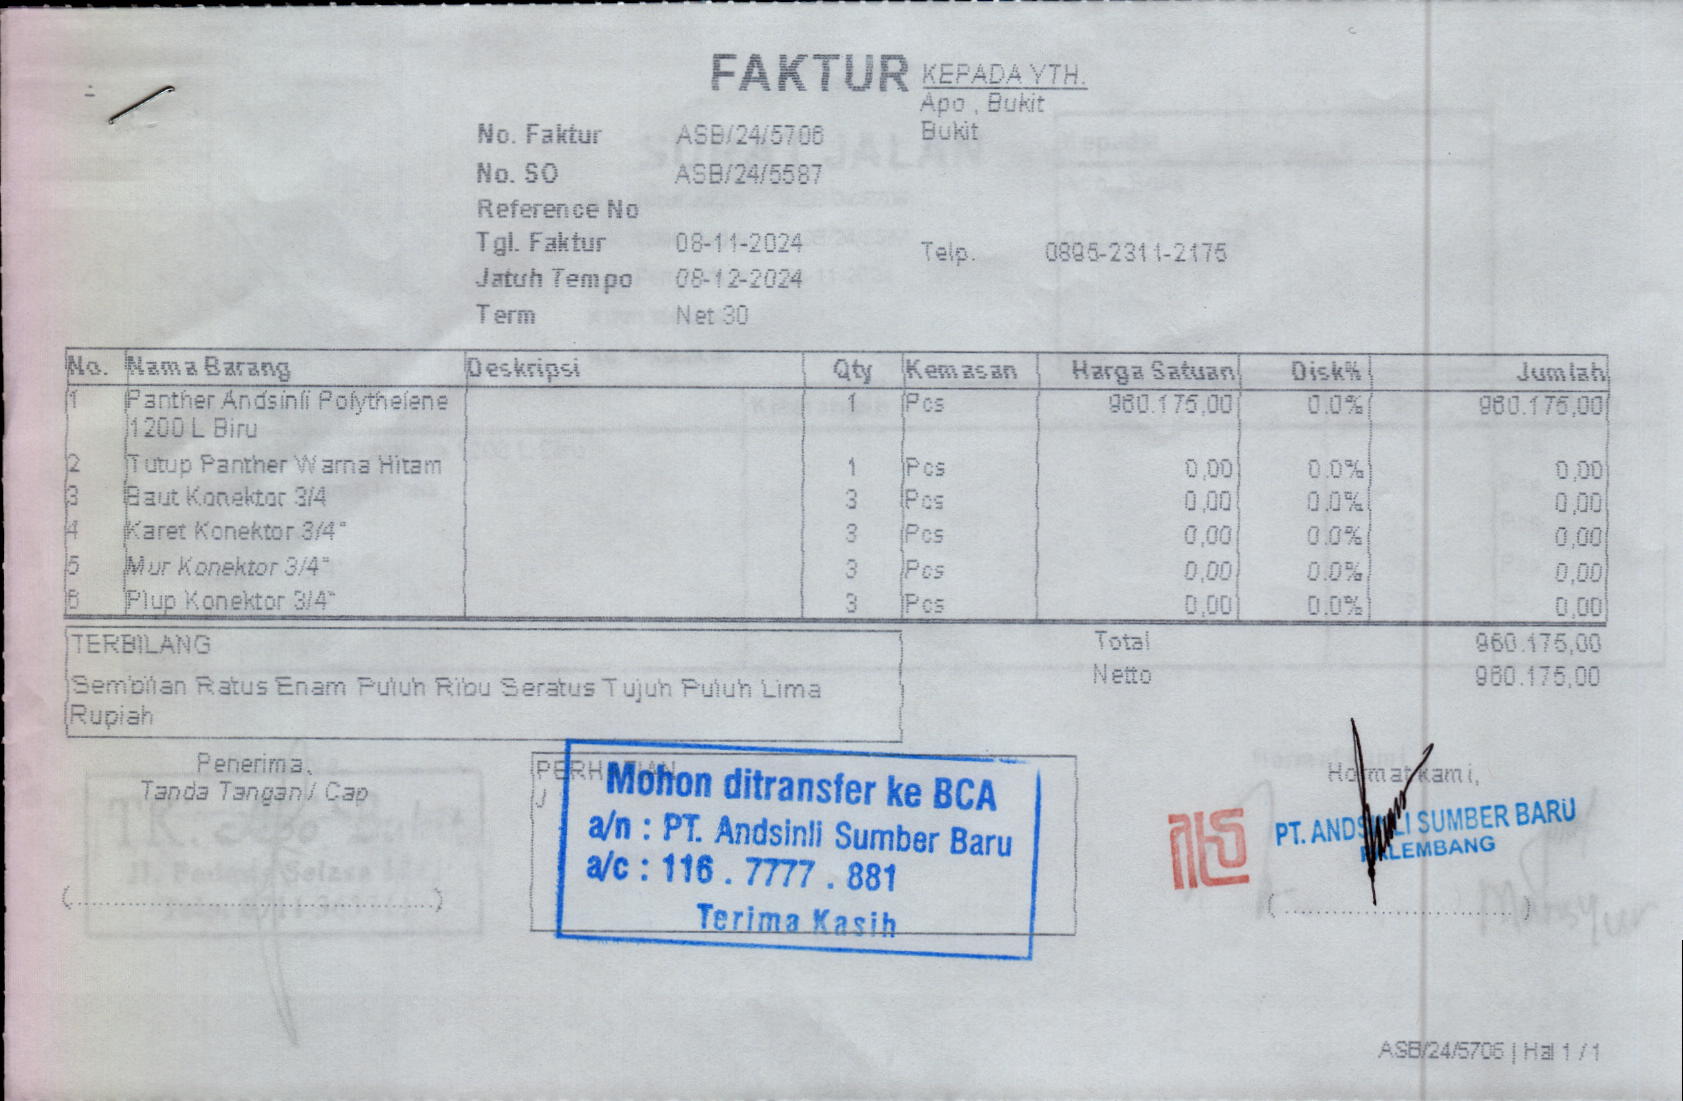 FAKTUR
KEPADA YTH.
Apo , Bukit
Bukit
No. Faktur ASB/24/5706
No. SO ASB/24/5587
Reference No
Tgl. Faktur 08-11-2024
Telp. 0895-2311-2175
Jatuh Tempo 08-12-2024
Term Net 30
No. Nama Barang Deskripsi Qty Kemasan Harga Satuan Disk% Jumlah
1 Panther Andsinli Polythelene 1 Pcs 960.175,00 0.0% 960.175,00
1200 L Biru
2 Tutup Panther Warna Hitam 1 Pcs 0,00 0.0% 0,00
3 Baut Konektor 3/4 3 Pcs 0,00 0.0% 0,00
4 Karet Konektor 3/4" 3 Pcs 0,00 0.0% 0,00
5 Mur Konektor 3/4" 3 Pcs 0,00 0.0% 0,00
6 Plup Konektor 3/4" 3 Pcs 0,00 0.0% 0,00
TERBILANG
Total 960.175,00
Netto 960.175,00
Sembilan Ratus Enam Puluh Ribu Seratus Tujuh Puluh Lima
Rupiah
Penerima,
Tanda Tangan / Cap
(..............................)
PERHATIAN
Mohon ditransfer ke BCA
a/n : PT. Andsinli Sumber Baru
a/c : 116 . 7777 . 881
Terima Kasih
Hormat kami,
PT. ANDSINLI SUMBER BARU
PALEMBANG
(..............................)
ASB/24/5706 | Hal 1 / 1